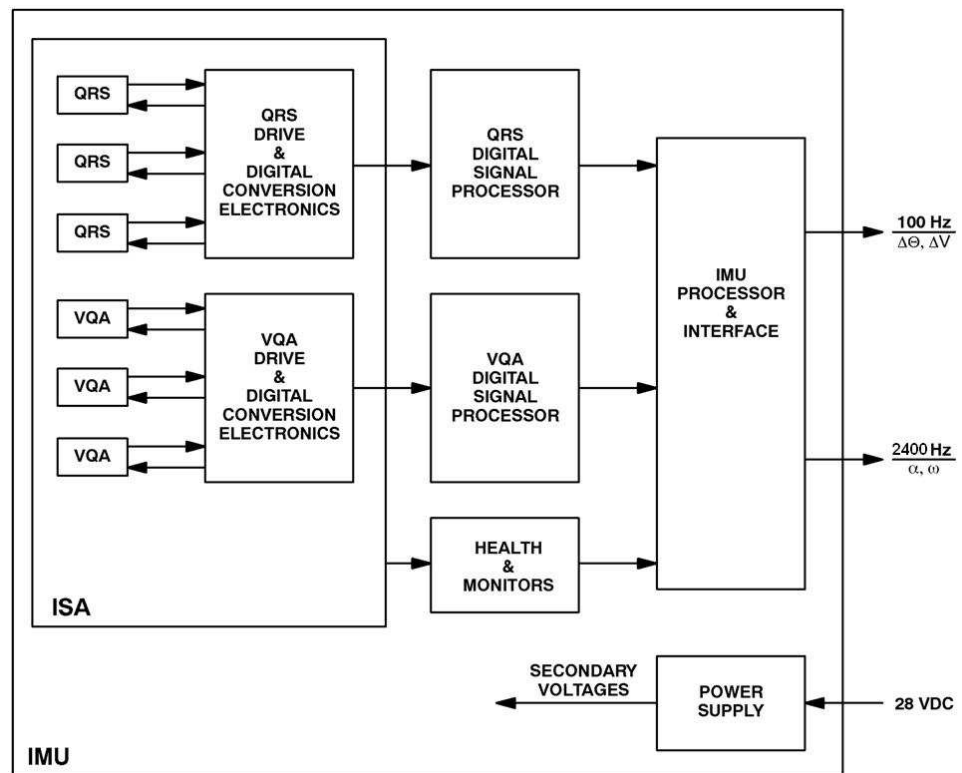 QRS
QRS
QRS
QRS
DRIVE
&
DIGITAL
CONVERSION
ELECTRONICS
QRS
DIGITAL
SIGNAL
PROCESSOR
VQA
VQA
VQA
VQA
DRIVE
&
DIGITAL
CONVERSION
ELECTRONICS
VQA
DIGITAL
SIGNAL
PROCESSOR
IMU
PROCESSOR
&
INTERFACE
100 Hz
ΔΘ, ΔV
2400 Hz
α, ω
HEALTH
&
MONITORS
ISA
SECONDARY
VOLTAGES
POWER
SUPPLY
28 VDC
IMU